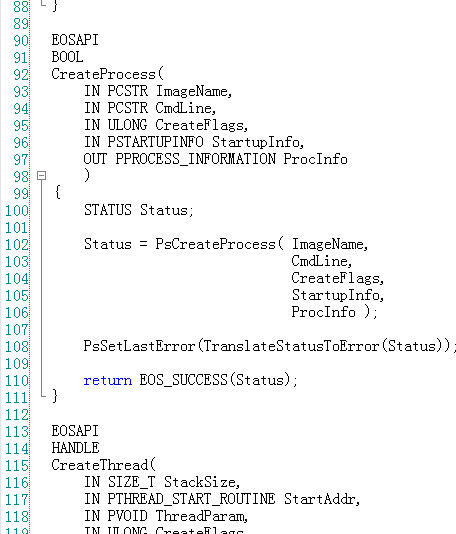 88 }
89
90 EOSAPI
91 BOOL
92 CreateProcess(
93 IN PCSTR ImageName,
94 IN PCSTR CmdLine,
95 IN ULONG CreateFlags,
96 IN PSTARTUPINFO StartupInfo,
97 OUT PPROCESS_INFORMATION ProcInfo
98 )
99 {
100 STATUS Status;
101
102 Status = PsCreateProcess( ImageName,
103 CmdLine,
104 CreateFlags,
105 StartupInfo,
106 ProcInfo );
107
108 PsSetLastError(TranslateStatusToError(Status));
109
110 return EOS_SUCCESS(Status);
111 }
112
113 EOSAPI
114 HANDLE
115 CreateThread(
116 IN SIZE_T StackSize,
117 IN PTHREAD_START_ROUTINE StartAddr,
118 IN PVOID ThreadParam,
119 IN ULONG CreateFlags